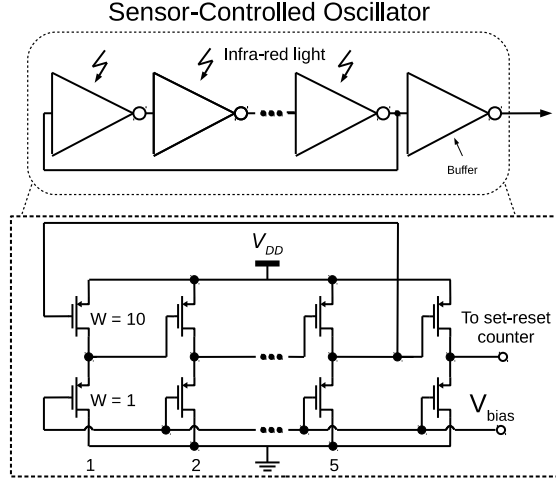 Sensor-Controlled Oscillator
Infra-red light
Buffer
V_DD
W = 10
To set-reset
counter
W = 1
V_bias
1 2 5